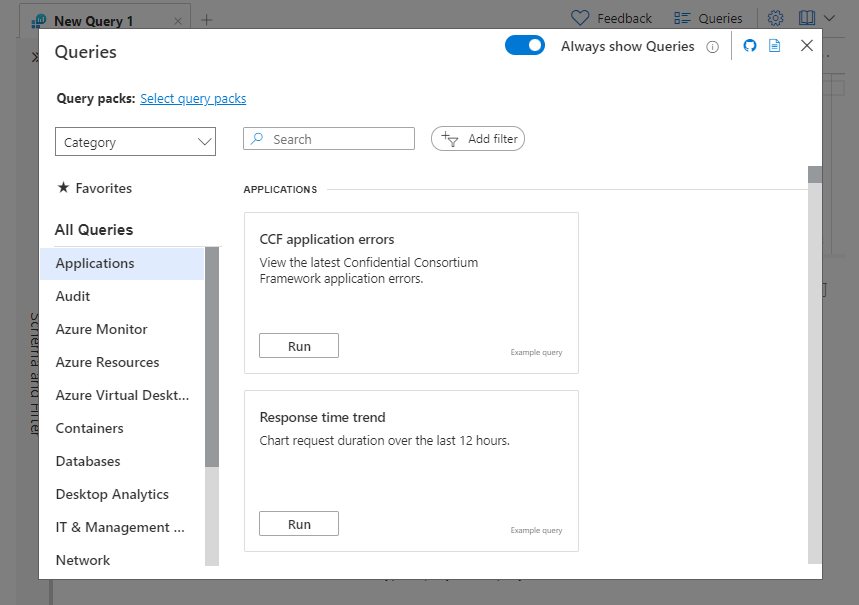 New Query 1
Feedback
Queries
Queries
Always show Queries
Query packs: Select query packs
Category
Search
Add filter
Favorites
All Queries
Applications
Audit
Azure Monitor
Azure Resources
Azure Virtual Deskt...
Containers
Databases
Desktop Analytics
IT & Management ...
Network
APPLICATIONS
CCF application errors
View the latest Confidential Consortium
Framework application errors.
Run
Example query
Response time trend
Chart request duration over the last 12 hours.
Run
Example query
Schema and Filter